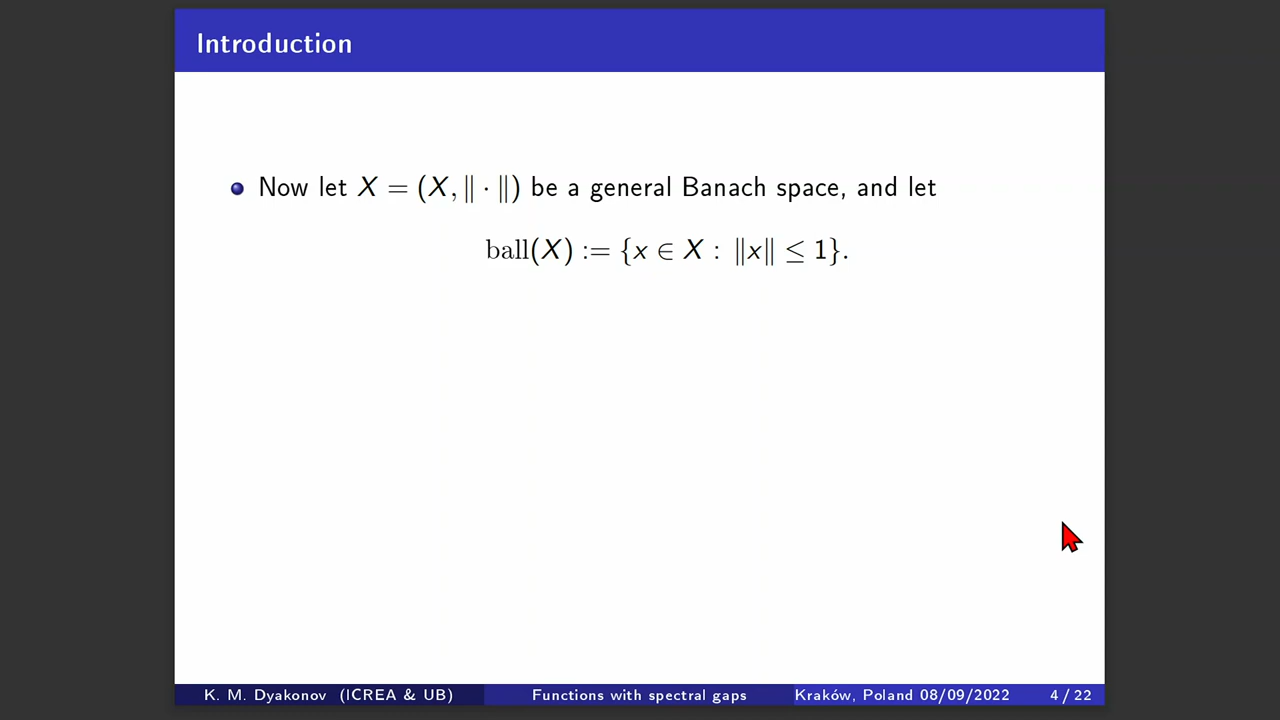 Introduction
Now let X = (X, ‖ · ‖) be a general Banach space, and let
ball(X) := {x ∈ X : ‖x‖ ≤ 1}.
K. M. Dyakonov (ICREA & UB) Functions with spectral gaps Kraków, Poland 08/09/2022 4 / 22